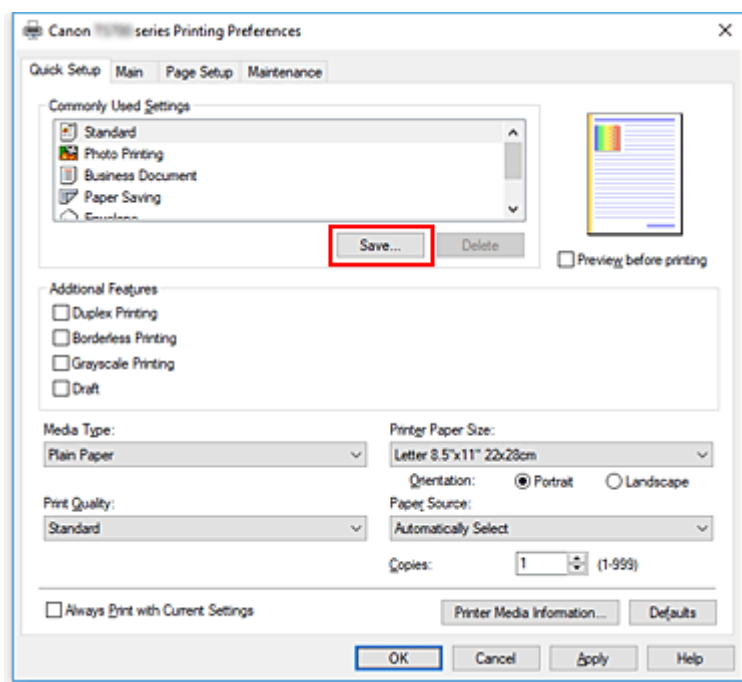 Canon series Printing Preferences
Quick Setup Main Page Setup Maintenance
Commonly Used Settings
Standard
Photo Printing
Business Document
Paper Saving
Save... Delete
Preview before printing
Additional Features
Duplex Printing
Borderless Printing
Grayscale Printing
Draft
Media Type: Printer Paper Size:
Plain Paper Letter 8.5"x11" 22x28cm
Orientation: Portrait Landscape
Print Quality: Paper Source:
Standard Automatically Select
Copies: 1 (1-999)
Always Print with Current Settings Printer Media Information... Defaults
OK Cancel Apply Help